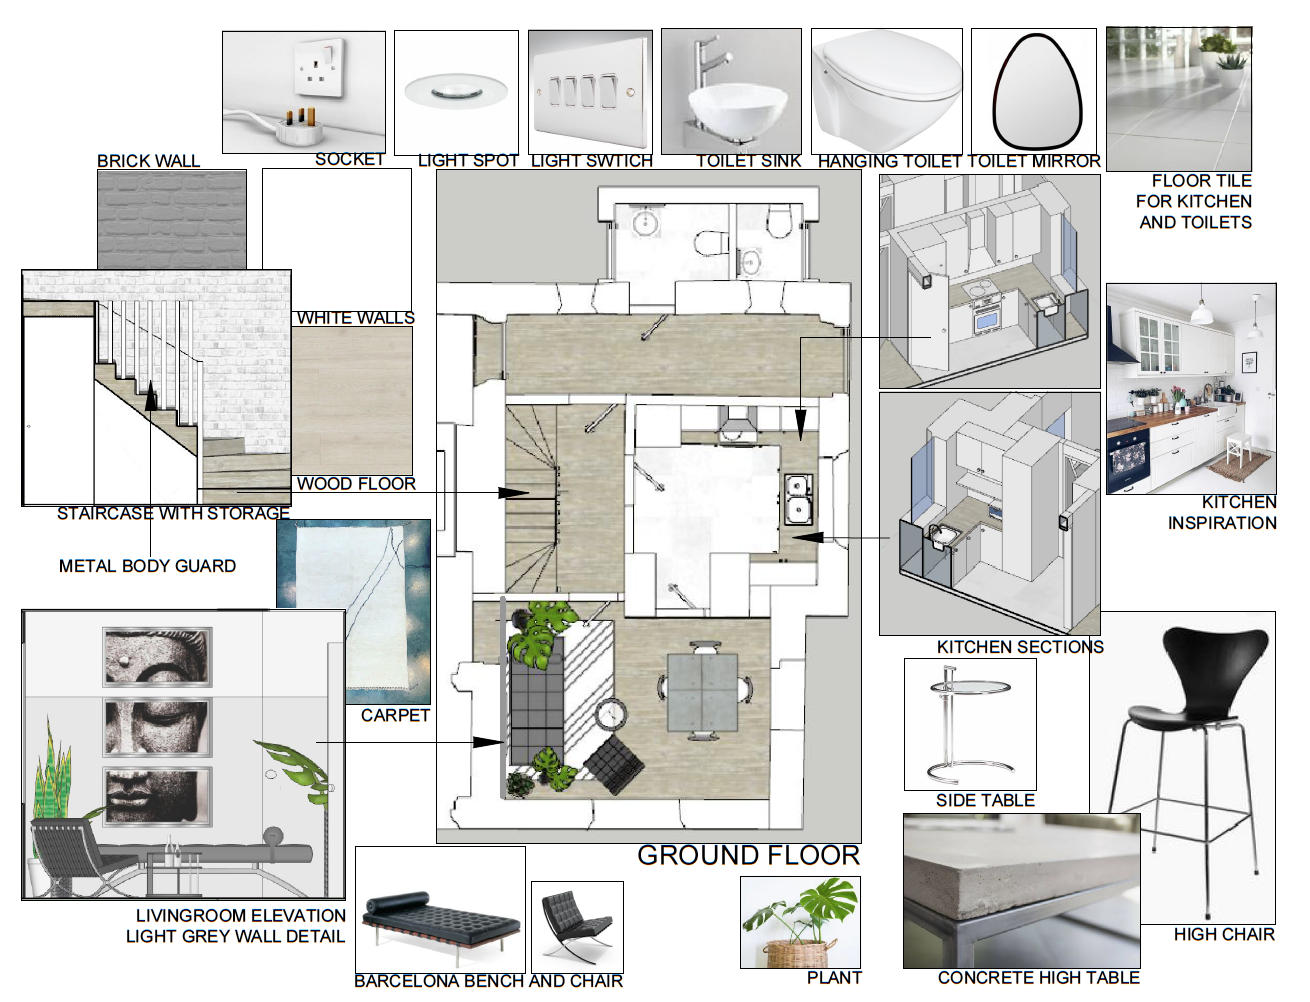 SOCKET
LIGHT SPOT
LIGHT SWTICH
TOILET SINK
HANGING TOILET
TOILET MIRROR
BRICK WALL
FLOOR TILE
FOR KITCHEN
AND TOILETS
WHITE WALLS
WOOD FLOOR
STAIRCASE WITH STORAGE
METAL BODY GUARD
KITCHEN
INSPIRATION
KITCHEN SECTIONS
CARPET
SIDE TABLE
GROUND FLOOR
LIVINGROOM ELEVATION
LIGHT GREY WALL DETAIL
HIGH CHAIR
BARCELONA BENCH AND CHAIR
PLANT
CONCRETE HIGH TABLE